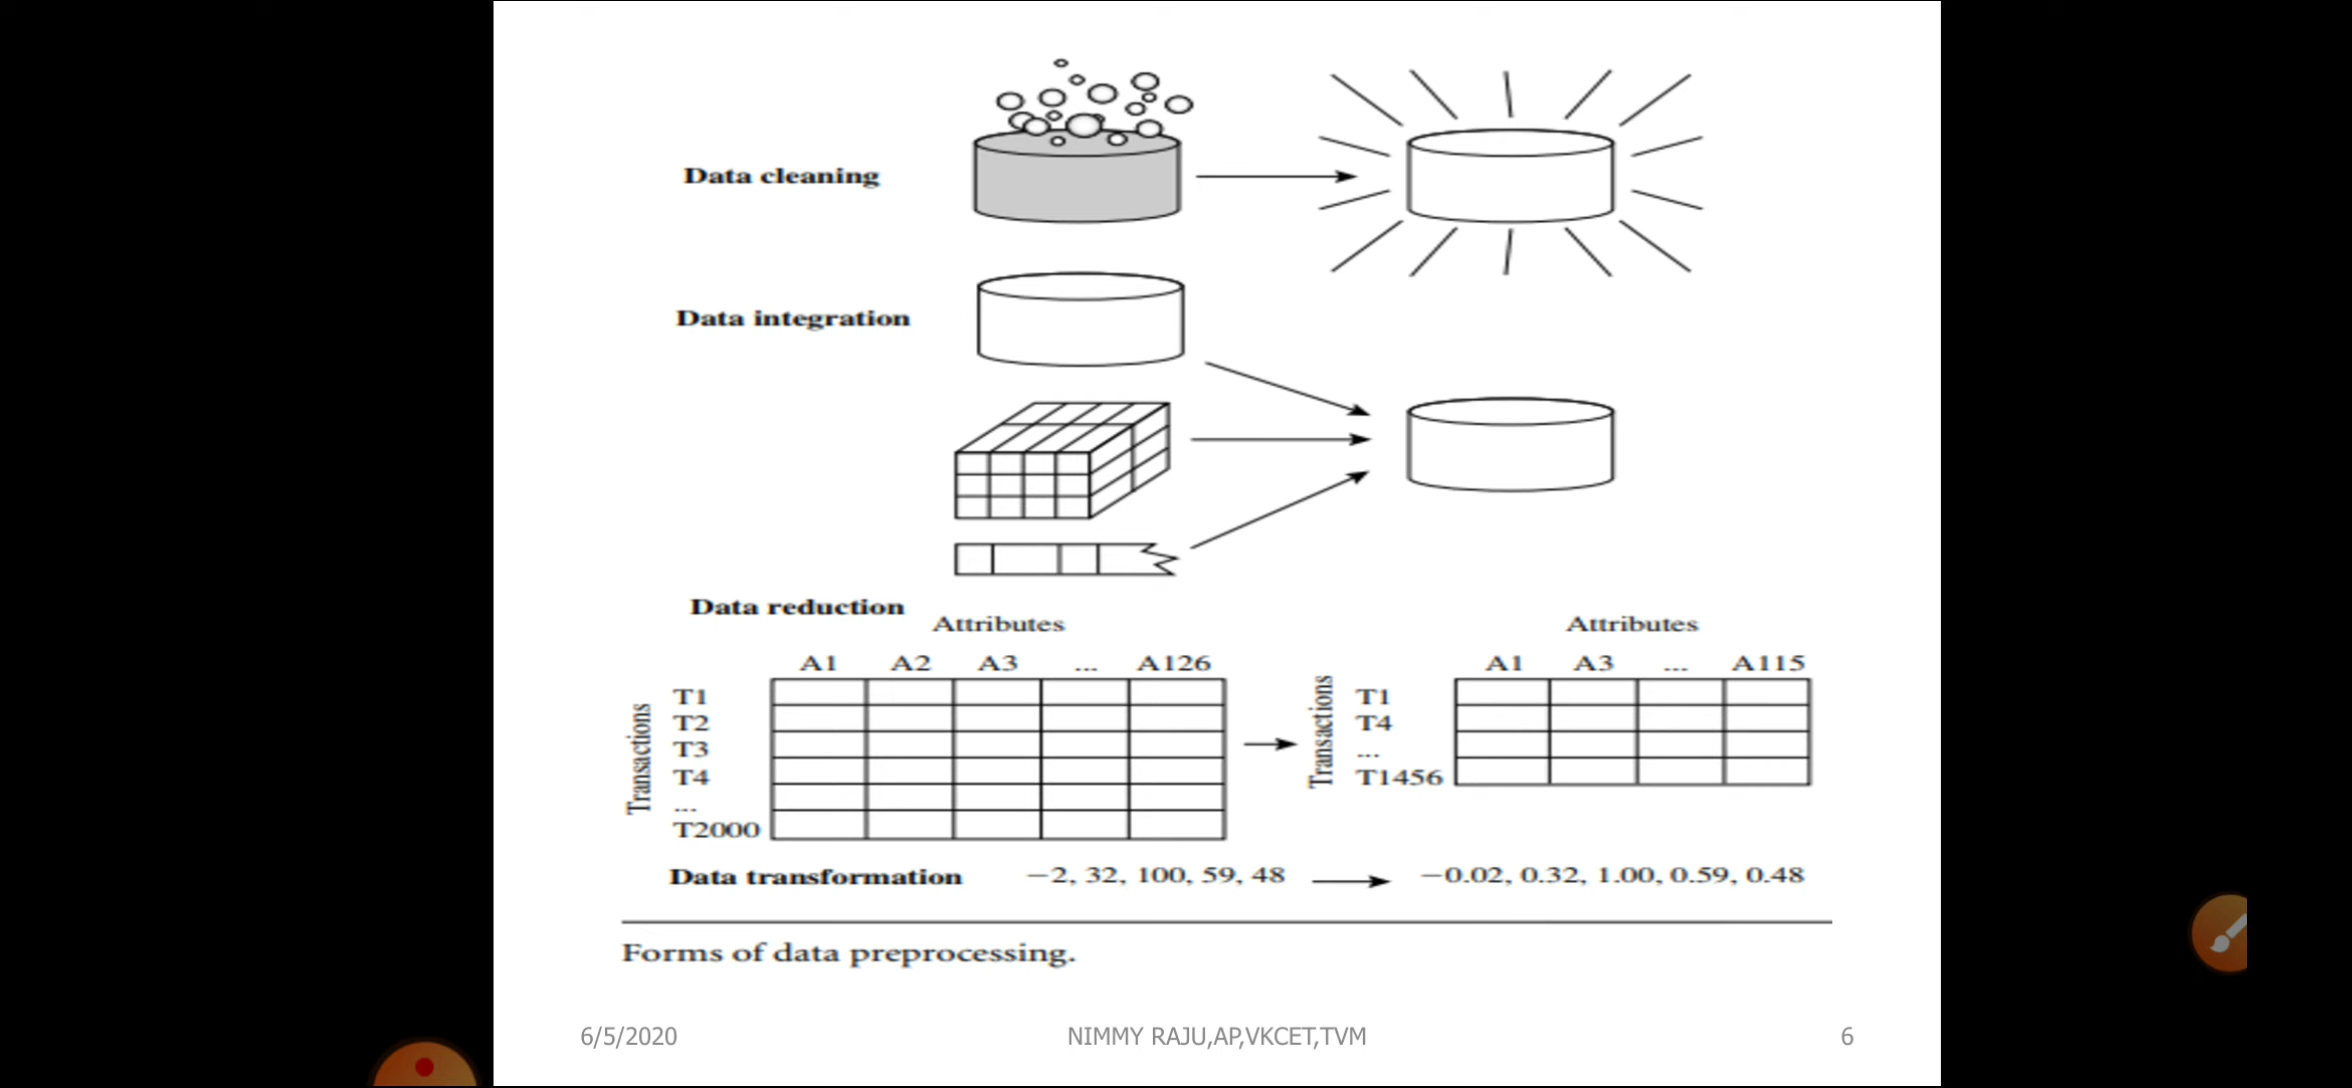 Data cleaning
Data integration
Data reduction
Attributes
A1 A2 A3 ... A126
Transactions
T1
T2
T3
T4
...
T2000
Attributes
A1 A3 ... A115
Transactions
T1
T4
...
T1456
Data transformation −2, 32, 100, 59, 48 −0.02, 0.32, 1.00, 0.59, 0.48
Forms of data preprocessing.
6/5/2020 NIMMY RAJU,AP,VKCET,TVM 6